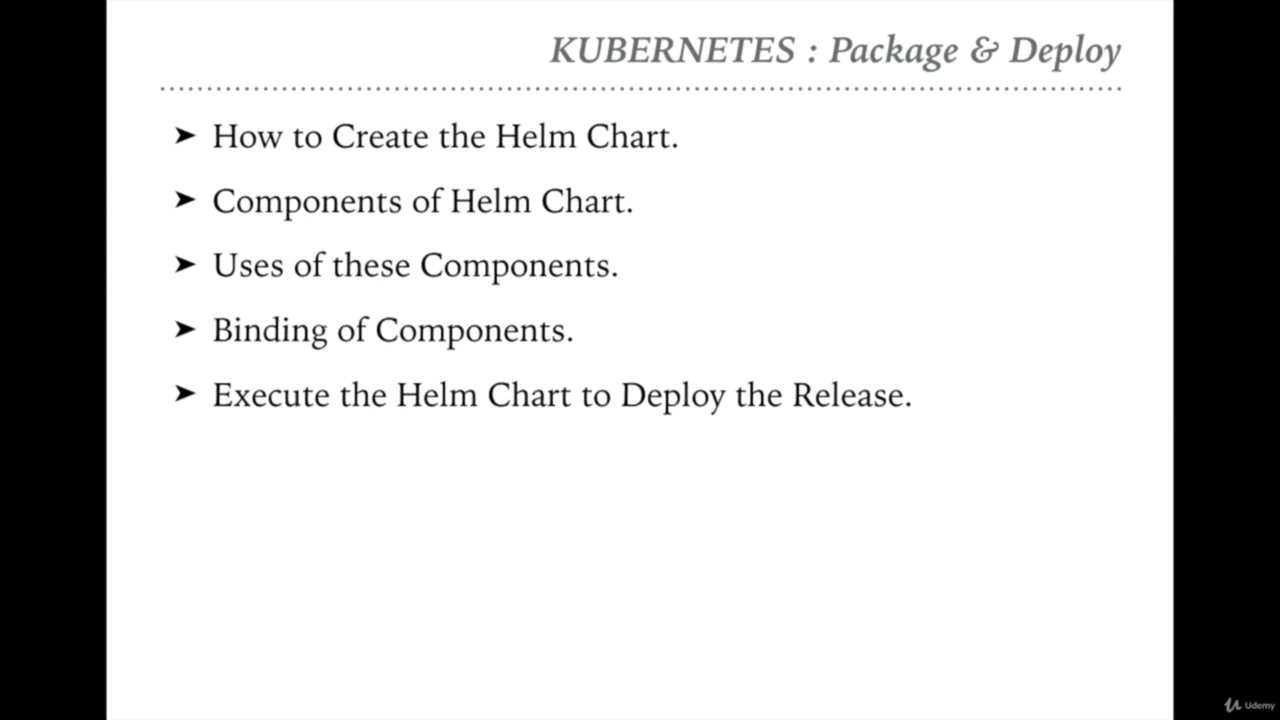 KUBERNETES : Package & Deploy
➤ How to Create the Helm Chart.
➤ Components of Helm Chart.
➤ Uses of these Components.
➤ Binding of Components.
➤ Execute the Helm Chart to Deploy the Release.
Udemy